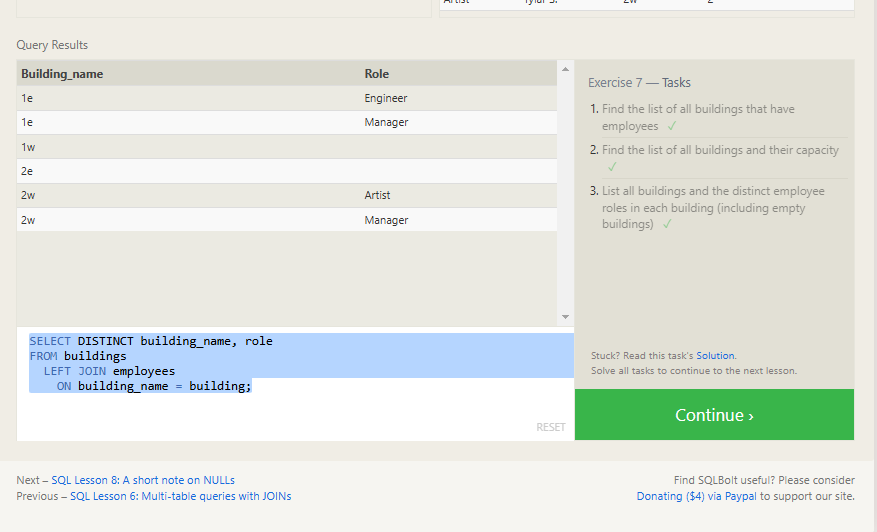 Artist Tylar S. 2w 2
Query Results
Building_name Role
1e Engineer
1e Manager
1w
2e
2w Artist
2w Manager
SELECT DISTINCT building_name, role
FROM buildings
LEFT JOIN employees
ON building_name = building;
RESET
Exercise 7 — Tasks
1. Find the list of all buildings that have
employees ✓
2. Find the list of all buildings and their capacity
✓
3. List all buildings and the distinct employee
roles in each building (including empty
buildings) ✓
Stuck? Read this task's Solution.
Solve all tasks to continue to the next lesson.
Continue ›
Next – SQL Lesson 8: A short note on NULLs
Previous – SQL Lesson 6: Multi-table queries with JOINs
Find SQLBolt useful? Please consider
Donating ($4) via Paypal to support our site.